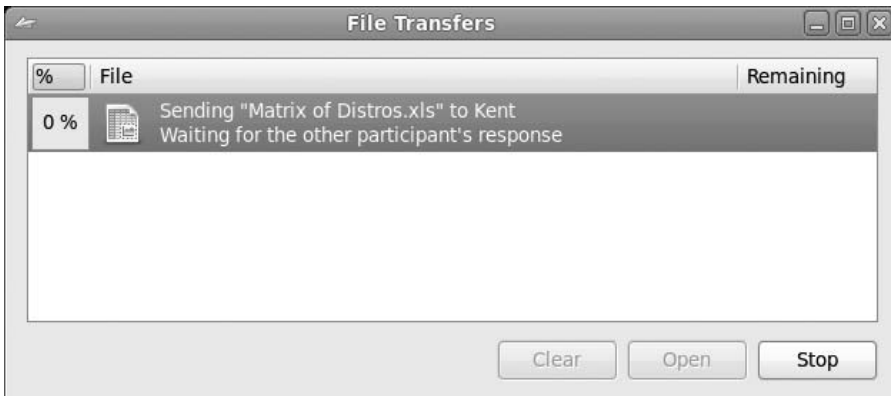 File Transfers
% File Remaining
0 % Sending "Matrix of Distros.xls" to Kent
Waiting for the other participant's response
Clear Open Stop